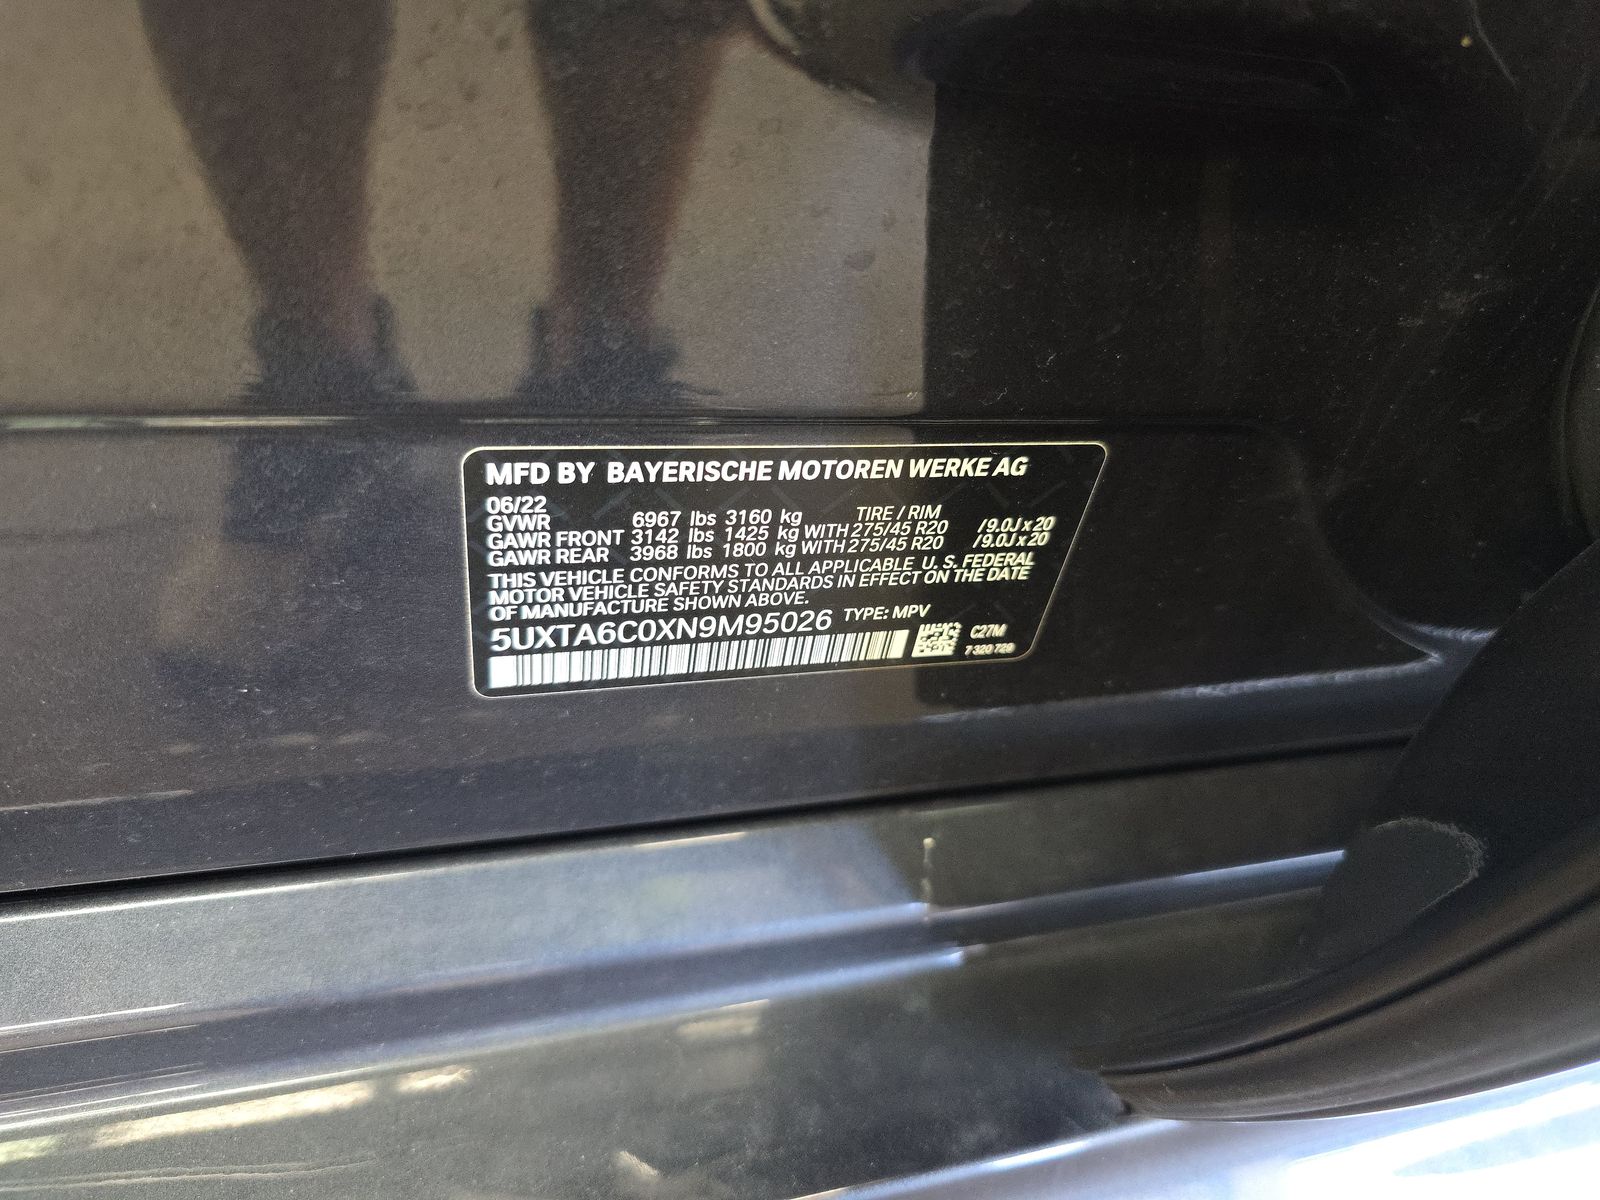 MFD BY BAYERISCHE MOTOREN WERKE AG
06/22
GVWR 6967 lbs 3160 kg TIRE / RIM
GAWR FRONT 3142 lbs 1425 kg WITH 275/45 R20 /9.0J x 20
GAWR REAR 3968 lbs 1800 kg WITH 275/45 R20 /9.0J x 20
THIS VEHICLE CONFORMS TO ALL APPLICABLE U. S. FEDERAL
MOTOR VEHICLE SAFETY STANDARDS IN EFFECT ON THE DATE
OF MANUFACTURE SHOWN ABOVE.
5UXTA6C0XN9M95026 TYPE: MPV
C27M
7 320 729